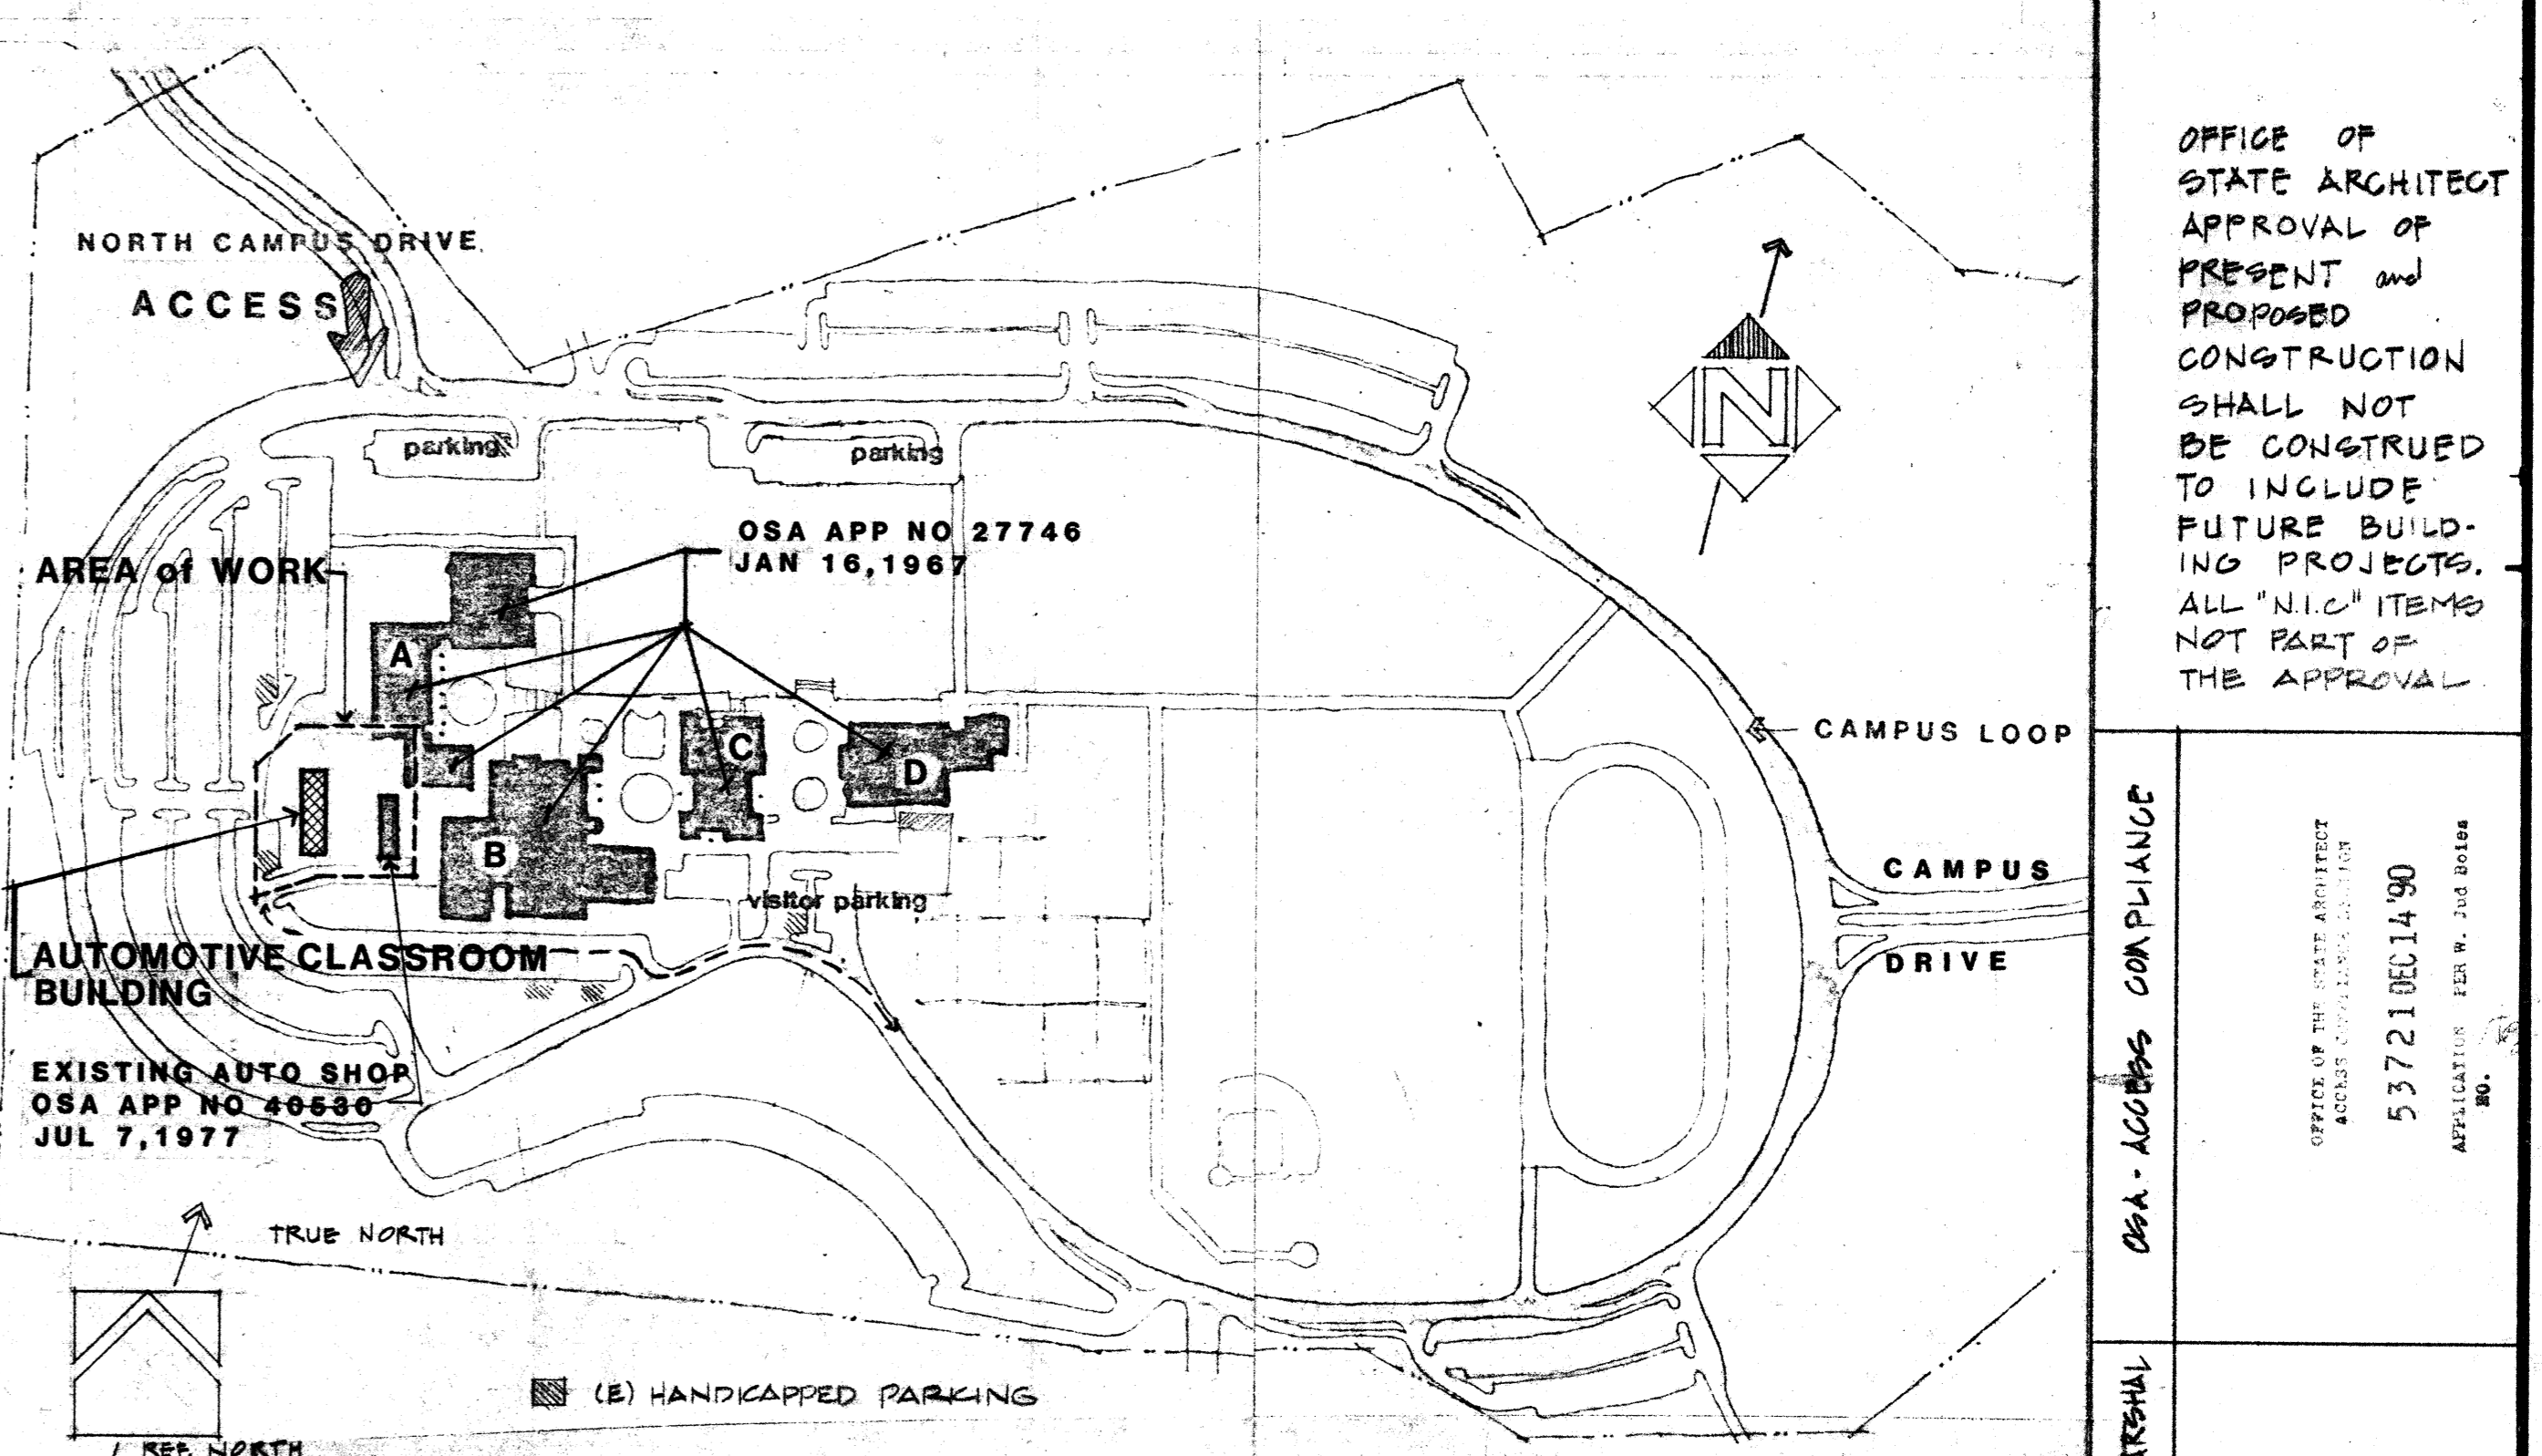 NORTH CAMPUS DRIVE.
ACCESS
parking
parking
OSA APP NO 27746
JAN 16,1967
AREA of WORK
A
B
C
D
N
visitor parking
CAMPUS LOOP
CAMPUS
DRIVE
AUTOMOTIVE CLASSROOM
BUILDING
EXISTING AUTO SHOP
OSA APP NO 40530
JUL 7,1977
TRUE NORTH
REF NORTH
(E) HANDICAPPED PARKING
OFFICE OF
STATE ARCHITECT
APPROVAL OF
PRESENT and
PROPOSED
CONSTRUCTION
SHALL NOT
BE CONSTRUED
TO INCLUDE
FUTURE BUILD-
ING PROJECTS.
ALL "N.I.C" ITEMS
NOT PART OF
THE APPROVAL
OSA - ACCESS COMPLIANCE
OFFICE OF THE STATE ARCHITECT
ACCESS
53721 DEC 14 '90
APPLICATION PER W. Jud Boies
NO.